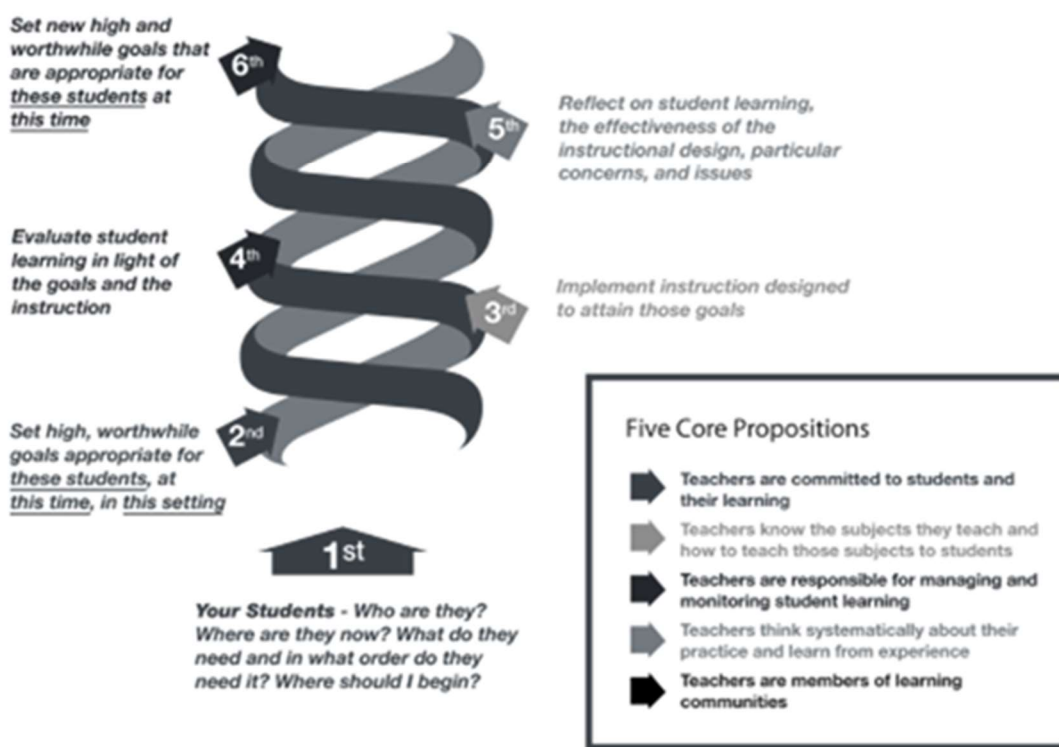 Set new high and
worthwhile goals that
are appropriate for
these students at
this time
6th
5th
Reflect on student learning,
the effectiveness of the
instructional design, particular
concerns, and issues
Evaluate student
learning in light of
the goals and the
instruction
4th
3rd
Implement instruction designed
to attain those goals
Set high, worthwhile
goals appropriate for
these students, at
this time, in this setting
2nd
1st
Your Students - Who are they?
Where are they now? What do they
need and in what order do they
need it? Where should I begin?
Five Core Propositions
Teachers are committed to students and
their learning
Teachers know the subjects they teach and
how to teach those subjects to students
Teachers are responsible for managing and
monitoring student learning
Teachers think systematically about their
practice and learn from experience
Teachers are members of learning
communities